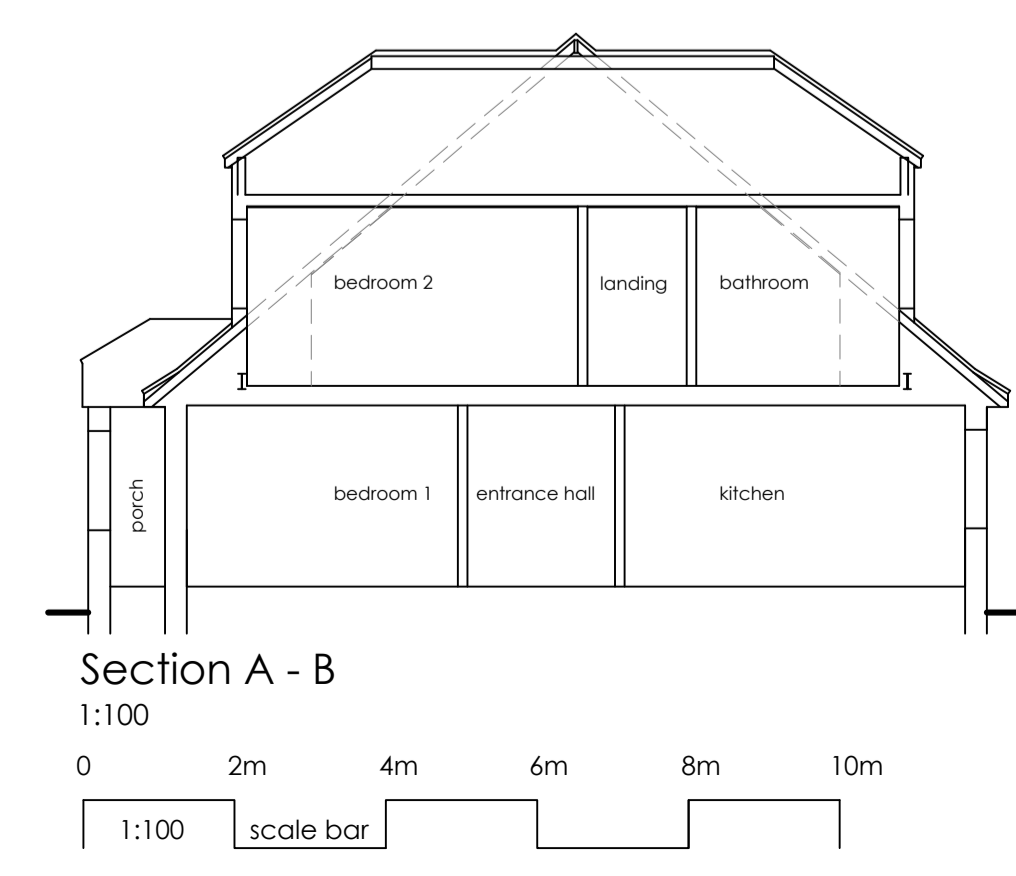 bedroom 2
landing
bathroom
porch
bedroom 1
entrance hall
kitchen
Section A - B
1:100
0 2m 4m 6m 8m 10m
1:100 scale bar